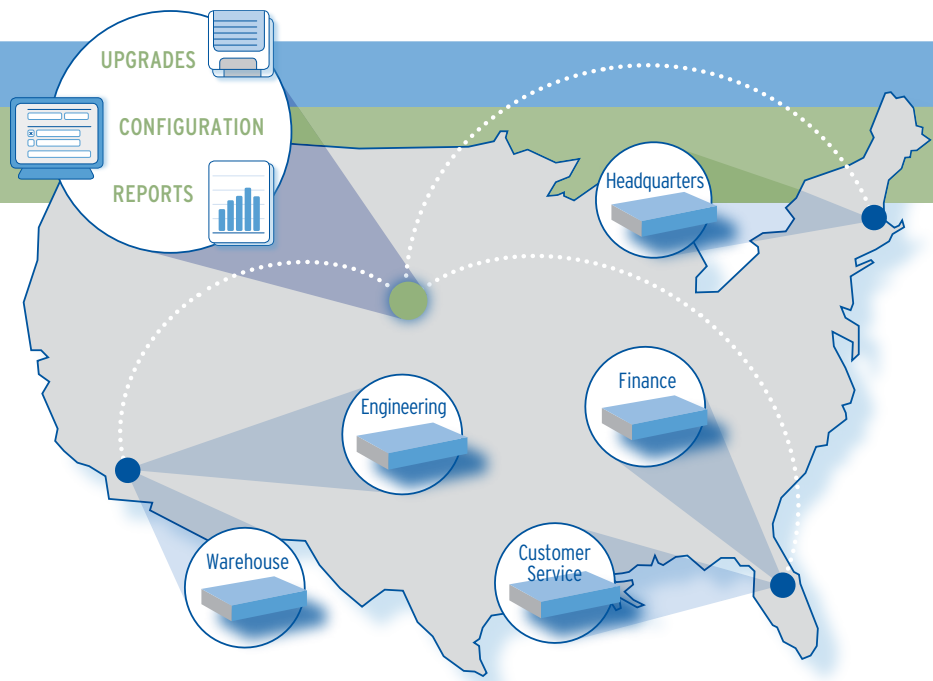 UPGRADES
CONFIGURATION
REPORTS
Headquarters
Finance
Engineering
Customer
Service
Warehouse